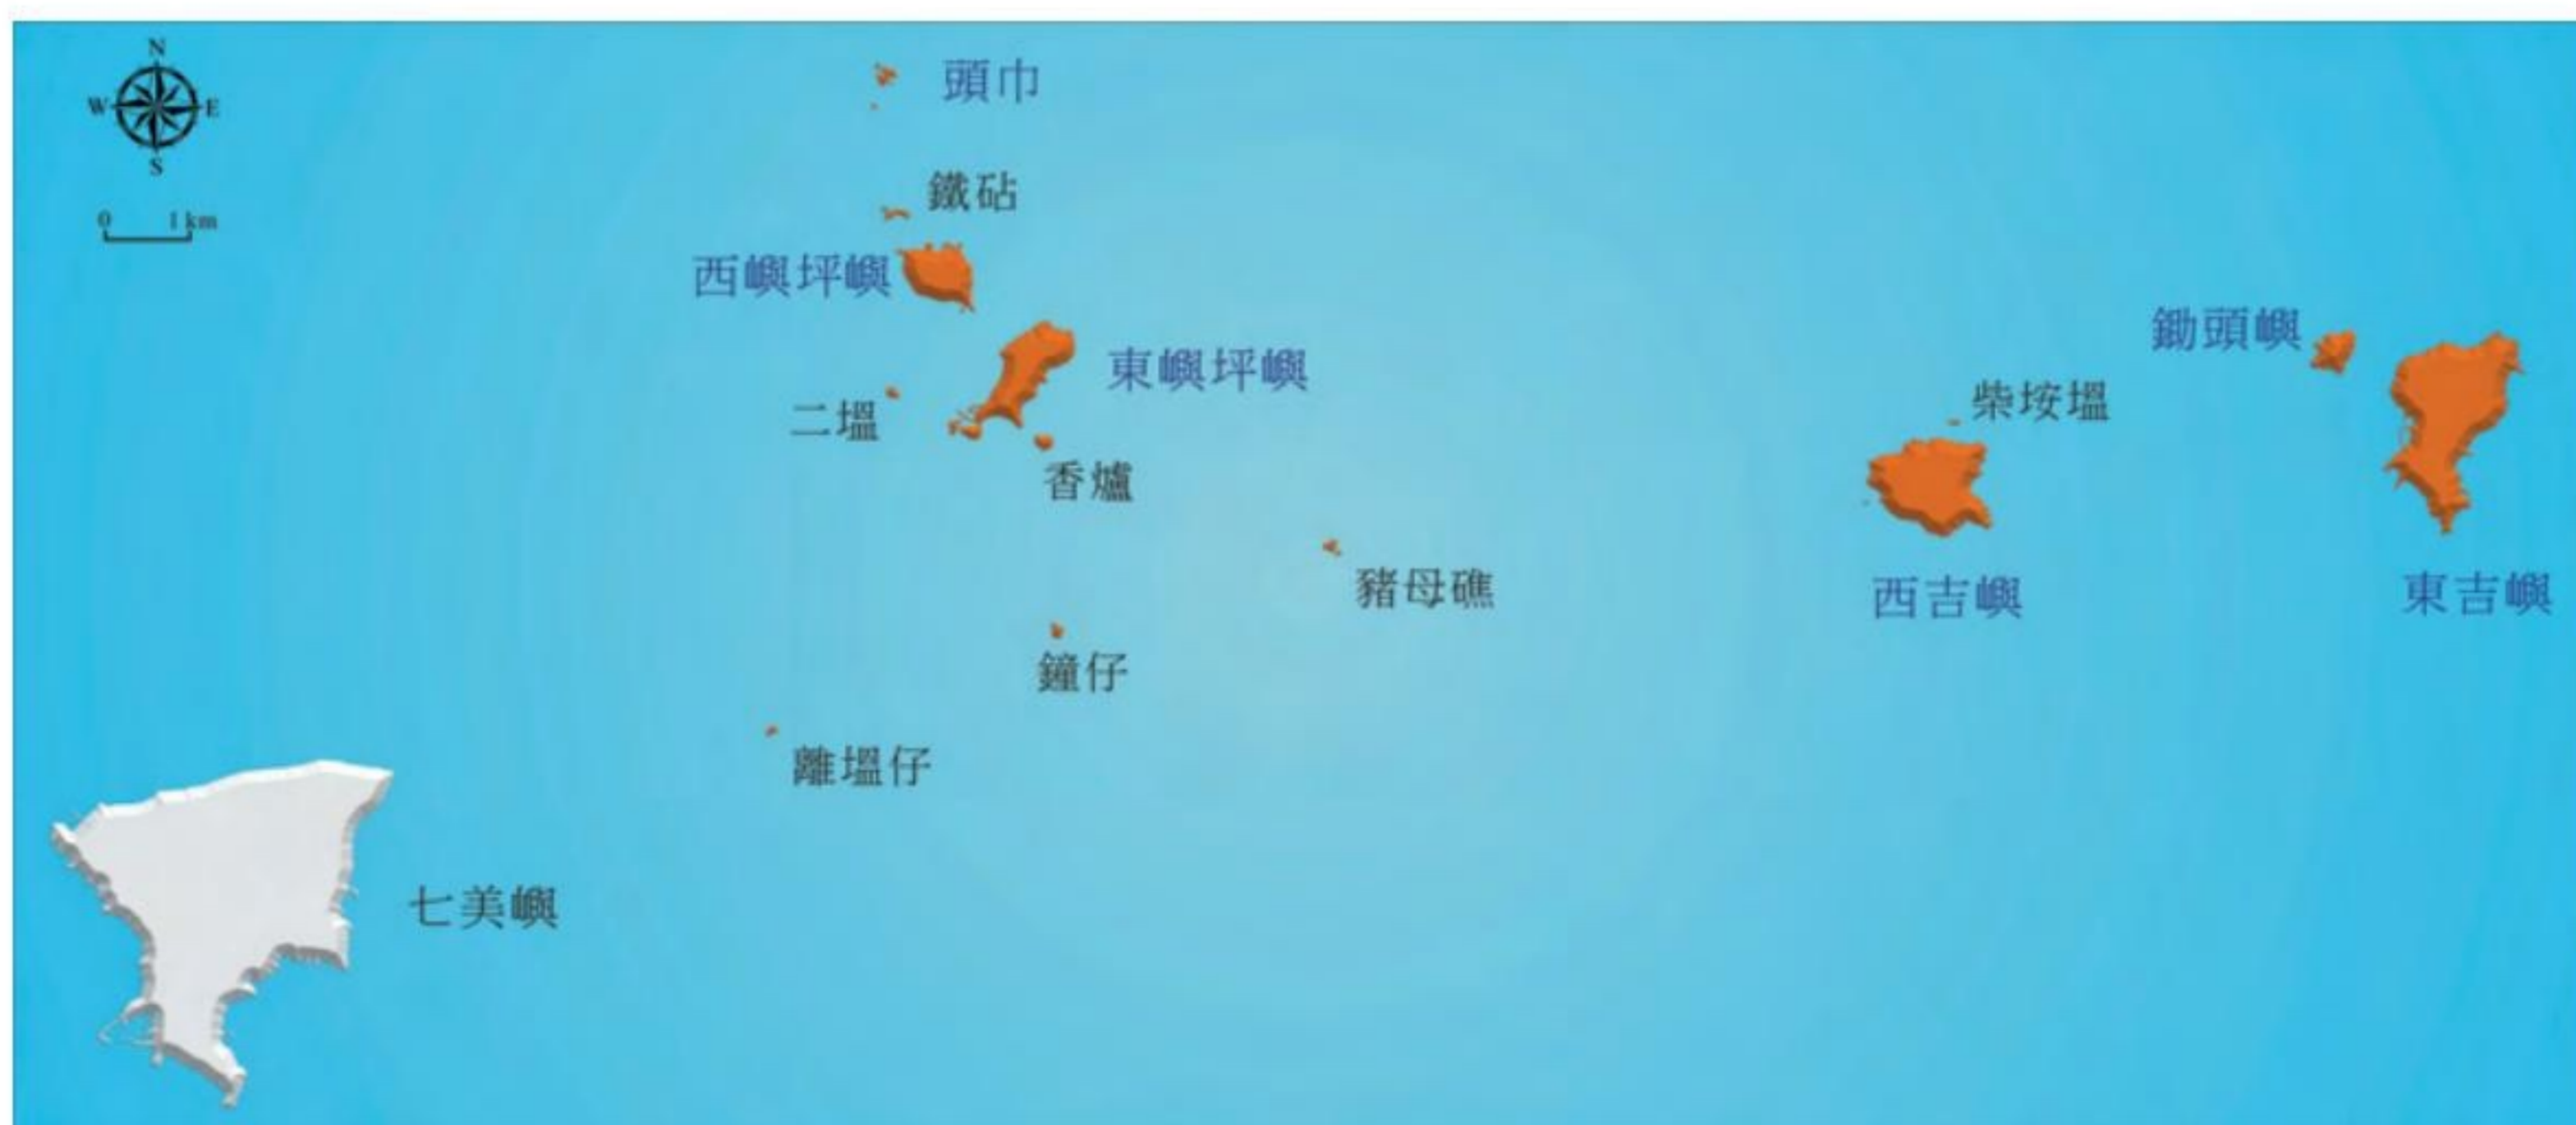 N
W E
S
0 1 km
頭巾
鐵砧
西嶼坪嶼
鋤頭嶼
東嶼坪嶼
柴垵塭
二塭
香爐
豬母礁
西吉嶼
東吉嶼
鐘仔
離塭仔
七美嶼